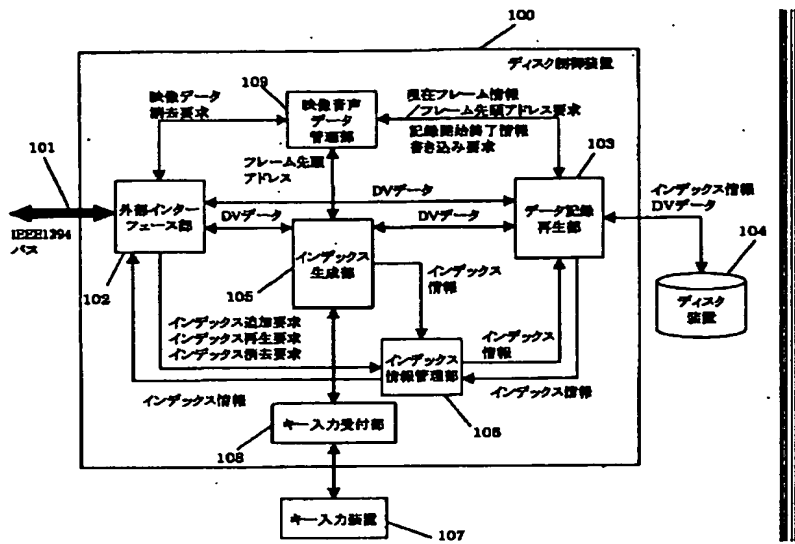 100
ディスク制御装置
109
映像データ
消去要求
映像音声
データ
管理部
現在フレーム情報
/フレーム先頭アドレス要求
記録開始終了情報
書き込み要求
103
101
フレーム先頭
アドレス
DVデータ
外部インター
フェース部
データ記録
再生部
インデックス情報
DVデータ
104
IEEE1394
バス
DVデータ
DVデータ
インデックス
生成部
102
105
インデックス
情報
ディスク
装置
インデックス追加要求
インデックス再生要求
インデックス消去要求
インデックス
情報
インデックス
情報管理部
インデックス情報
インデックス情報
106
キー入力受付部
108
キー入力装置
107